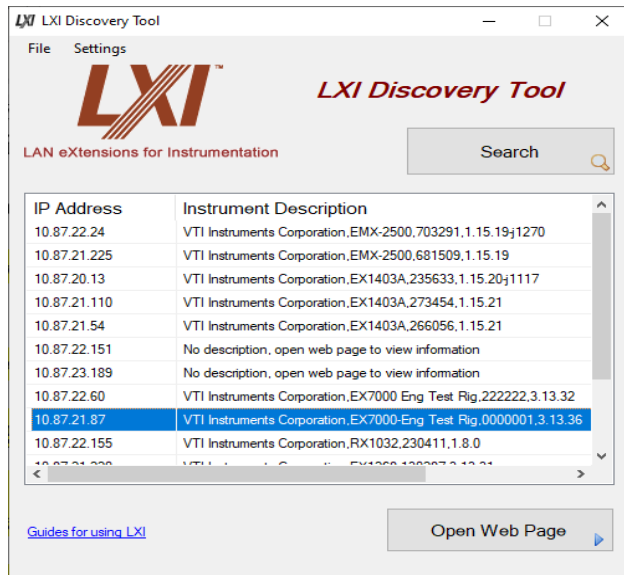 LXI LXI Discovery Tool
File Settings
LXI™
LXI Discovery Tool
LAN eXtensions for Instrumentation
Search
IP Address Instrument Description
10.87.22.24 VTI Instruments Corporation,EMX-2500,703291,1.15.19-j1270
10.87.21.225 VTI Instruments Corporation,EMX-2500,681509,1.15.19
10.87.20.13 VTI Instruments Corporation,EX1403A,235633,1.15.20-j1117
10.87.21.110 VTI Instruments Corporation,EX1403A,273454,1.15.21
10.87.21.54 VTI Instruments Corporation,EX1403A,266056,1.15.21
10.87.22.151 No description, open web page to view information
10.87.23.189 No description, open web page to view information
10.87.22.60 VTI Instruments Corporation,EX7000 Eng Test Rig,222222,3.13.32
10.87.21.87 VTI Instruments Corporation,EX7000-Eng Test Rig,0000001,3.13.36
10.87.22.155 VTI Instruments Corporation,RX1032,230411,1.8.0
Guides for using LXI
Open Web Page